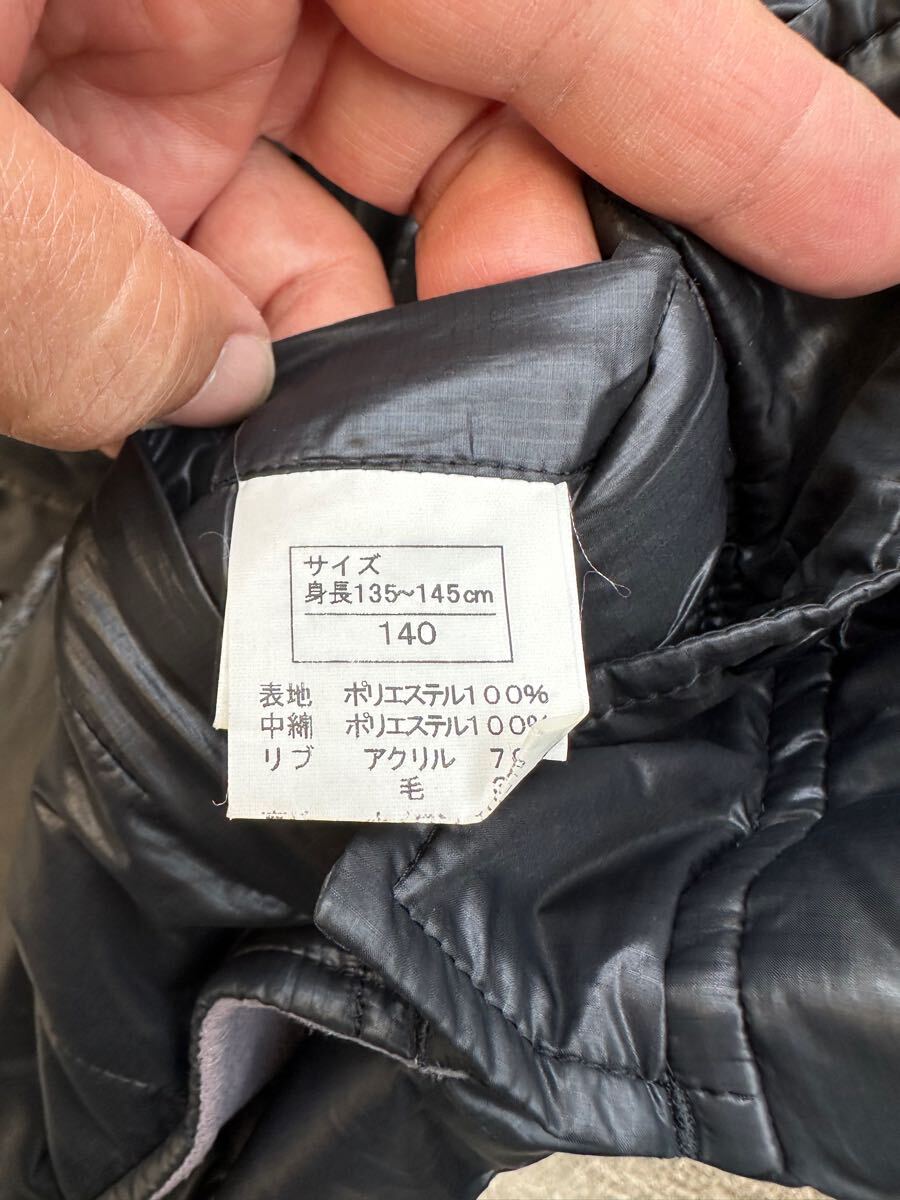 サイズ
身長135~145cm
140
表地 ポリエステル100%
中綿 ポリエステル100%
リブ アクリル
毛